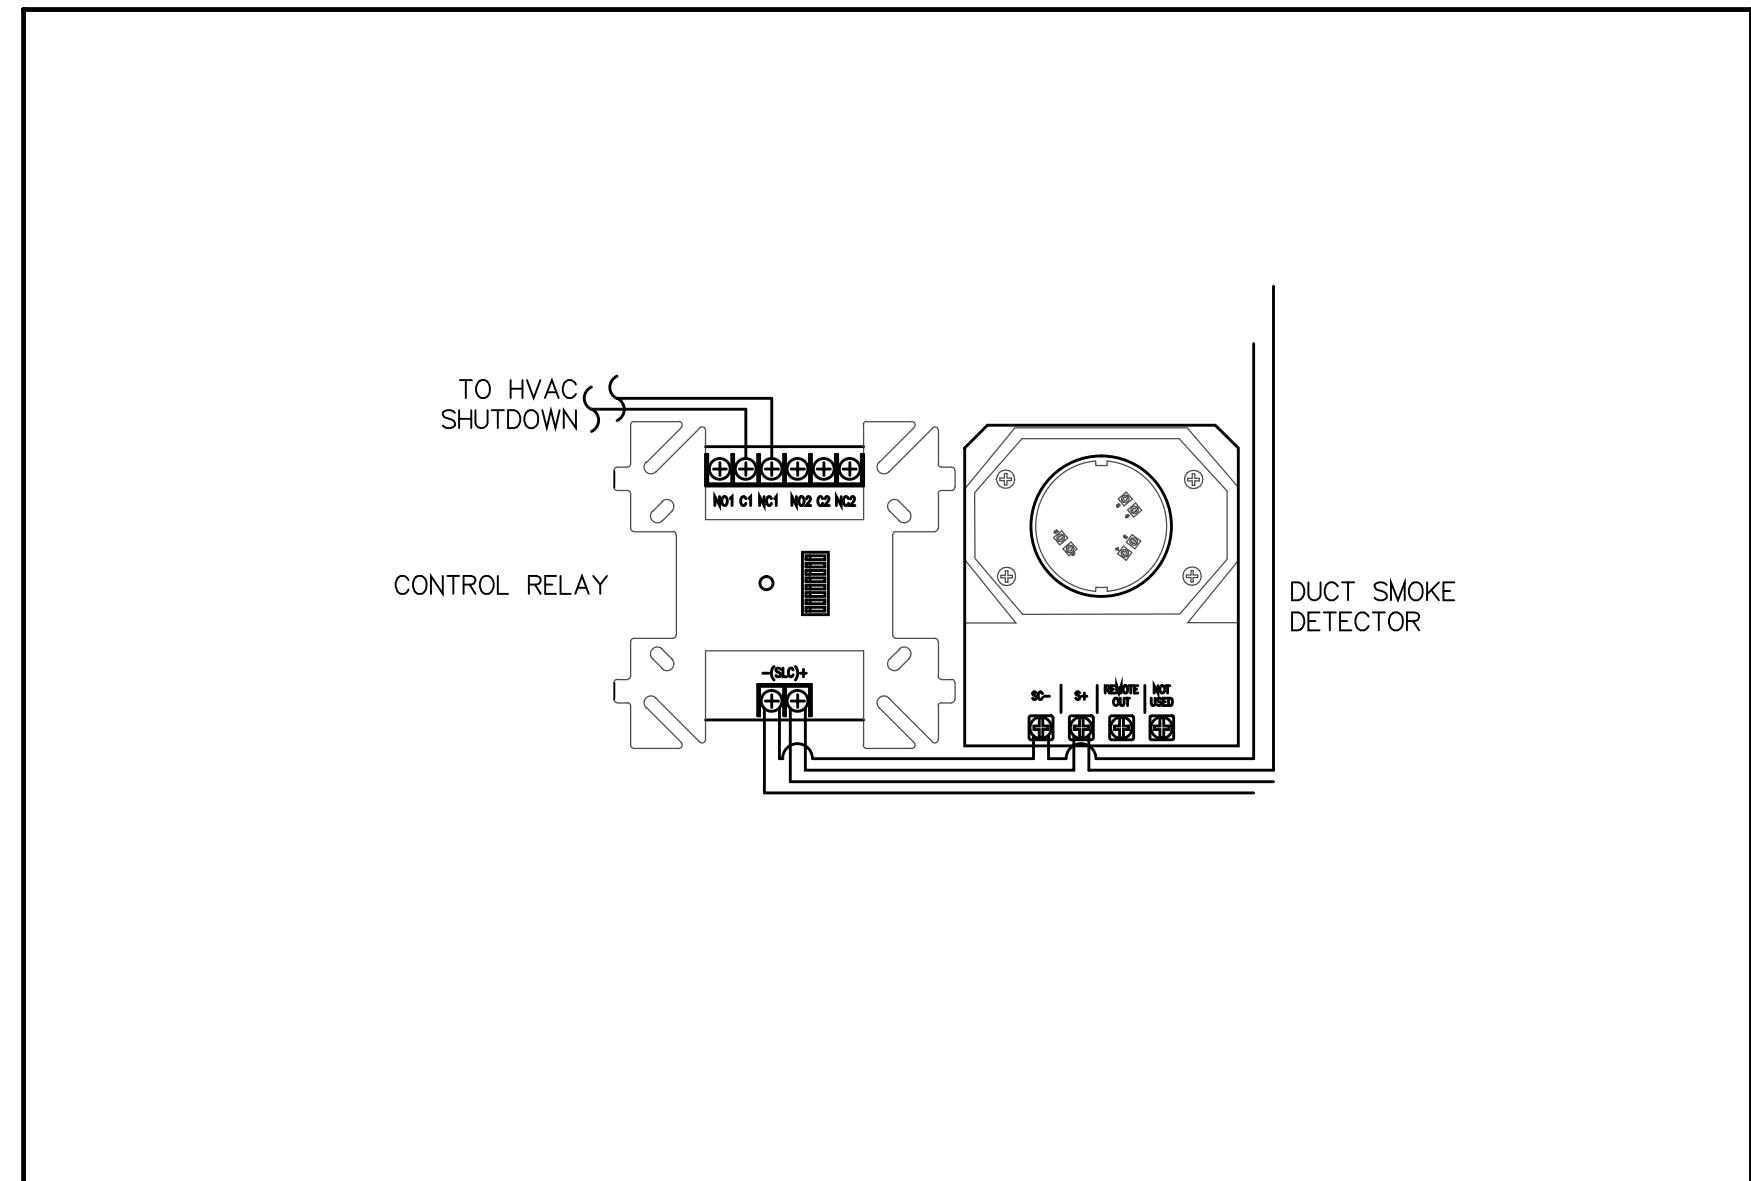 TO HVAC
SHUTDOWN
NO1 C1 NC1 NO2 C2 NC2
CONTROL RELAY
DUCT SMOKE
DETECTOR
-(SLC)+
SC- S+ REMOTE NOT
OUT USED